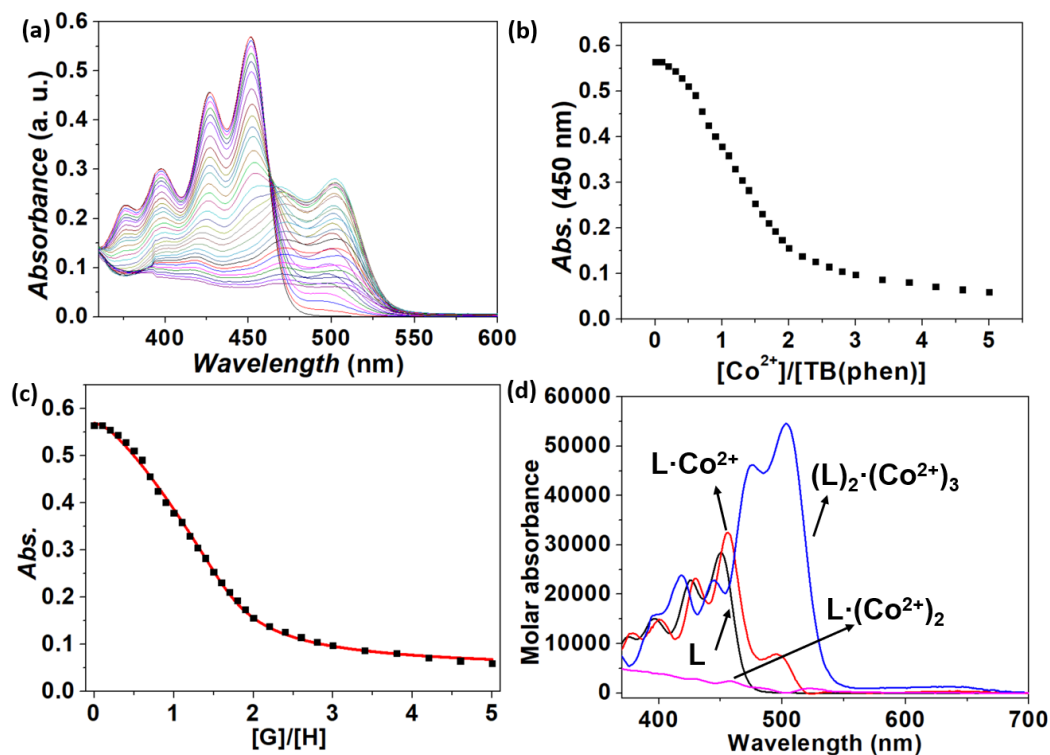 (a)
Absorbance (a. u.)
0.6
0.5
0.4
0.3
0.2
0.1
0.0
400 450 500 550 600
Wavelength (nm)
(b)
Abs. (450 nm)
0.6
0.5
0.4
0.3
0.2
0.1
0.0
0 1 2 3 4 5
[Co²⁺]/[TB(phen)]
(c)
Abs.
0.6
0.5
0.4
0.3
0.2
0.1
0.0
0 1 2 3 4 5
[G]/[H]
(d)
Molar absorbance
60000
50000
40000
30000
20000
10000
0
L·Co²⁺
(L)₂·(Co²⁺)₃
L·(Co²⁺)₂
L
400 500 600 700
Wavelength (nm)